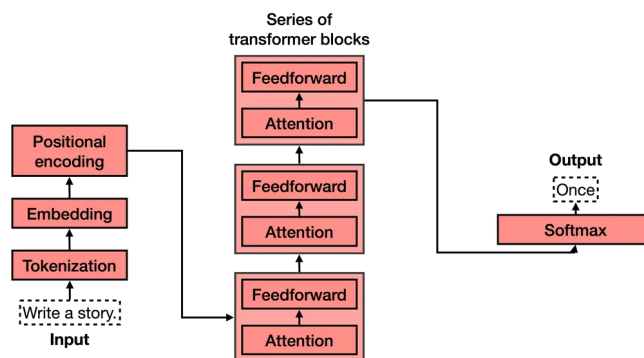 Series of
transformer blocks
Feedforward
Attention
Feedforward
Attention
Feedforward
Attention
Positional
encoding
Embedding
Tokenization
Write a story.
Input
Output
Once
Softmax